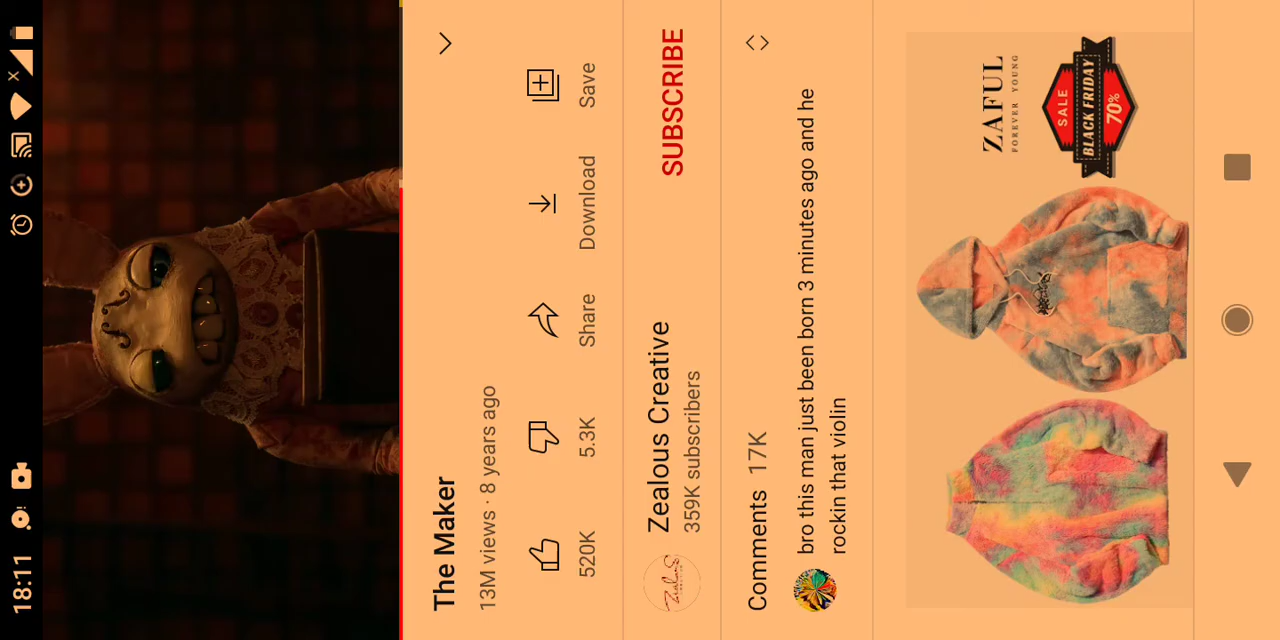 18:11
The Maker
13M views · 8 years ago
520K
5.3K
Share
Download
Save
Zealous Creative
359K subscribers
SUBSCRIBE
Comments 17K
bro this man just been born 3 minutes ago and he
rockin that violin
ZAFUL
FOREVER YOUNG
SALE
BLACK FRIDAY
70%